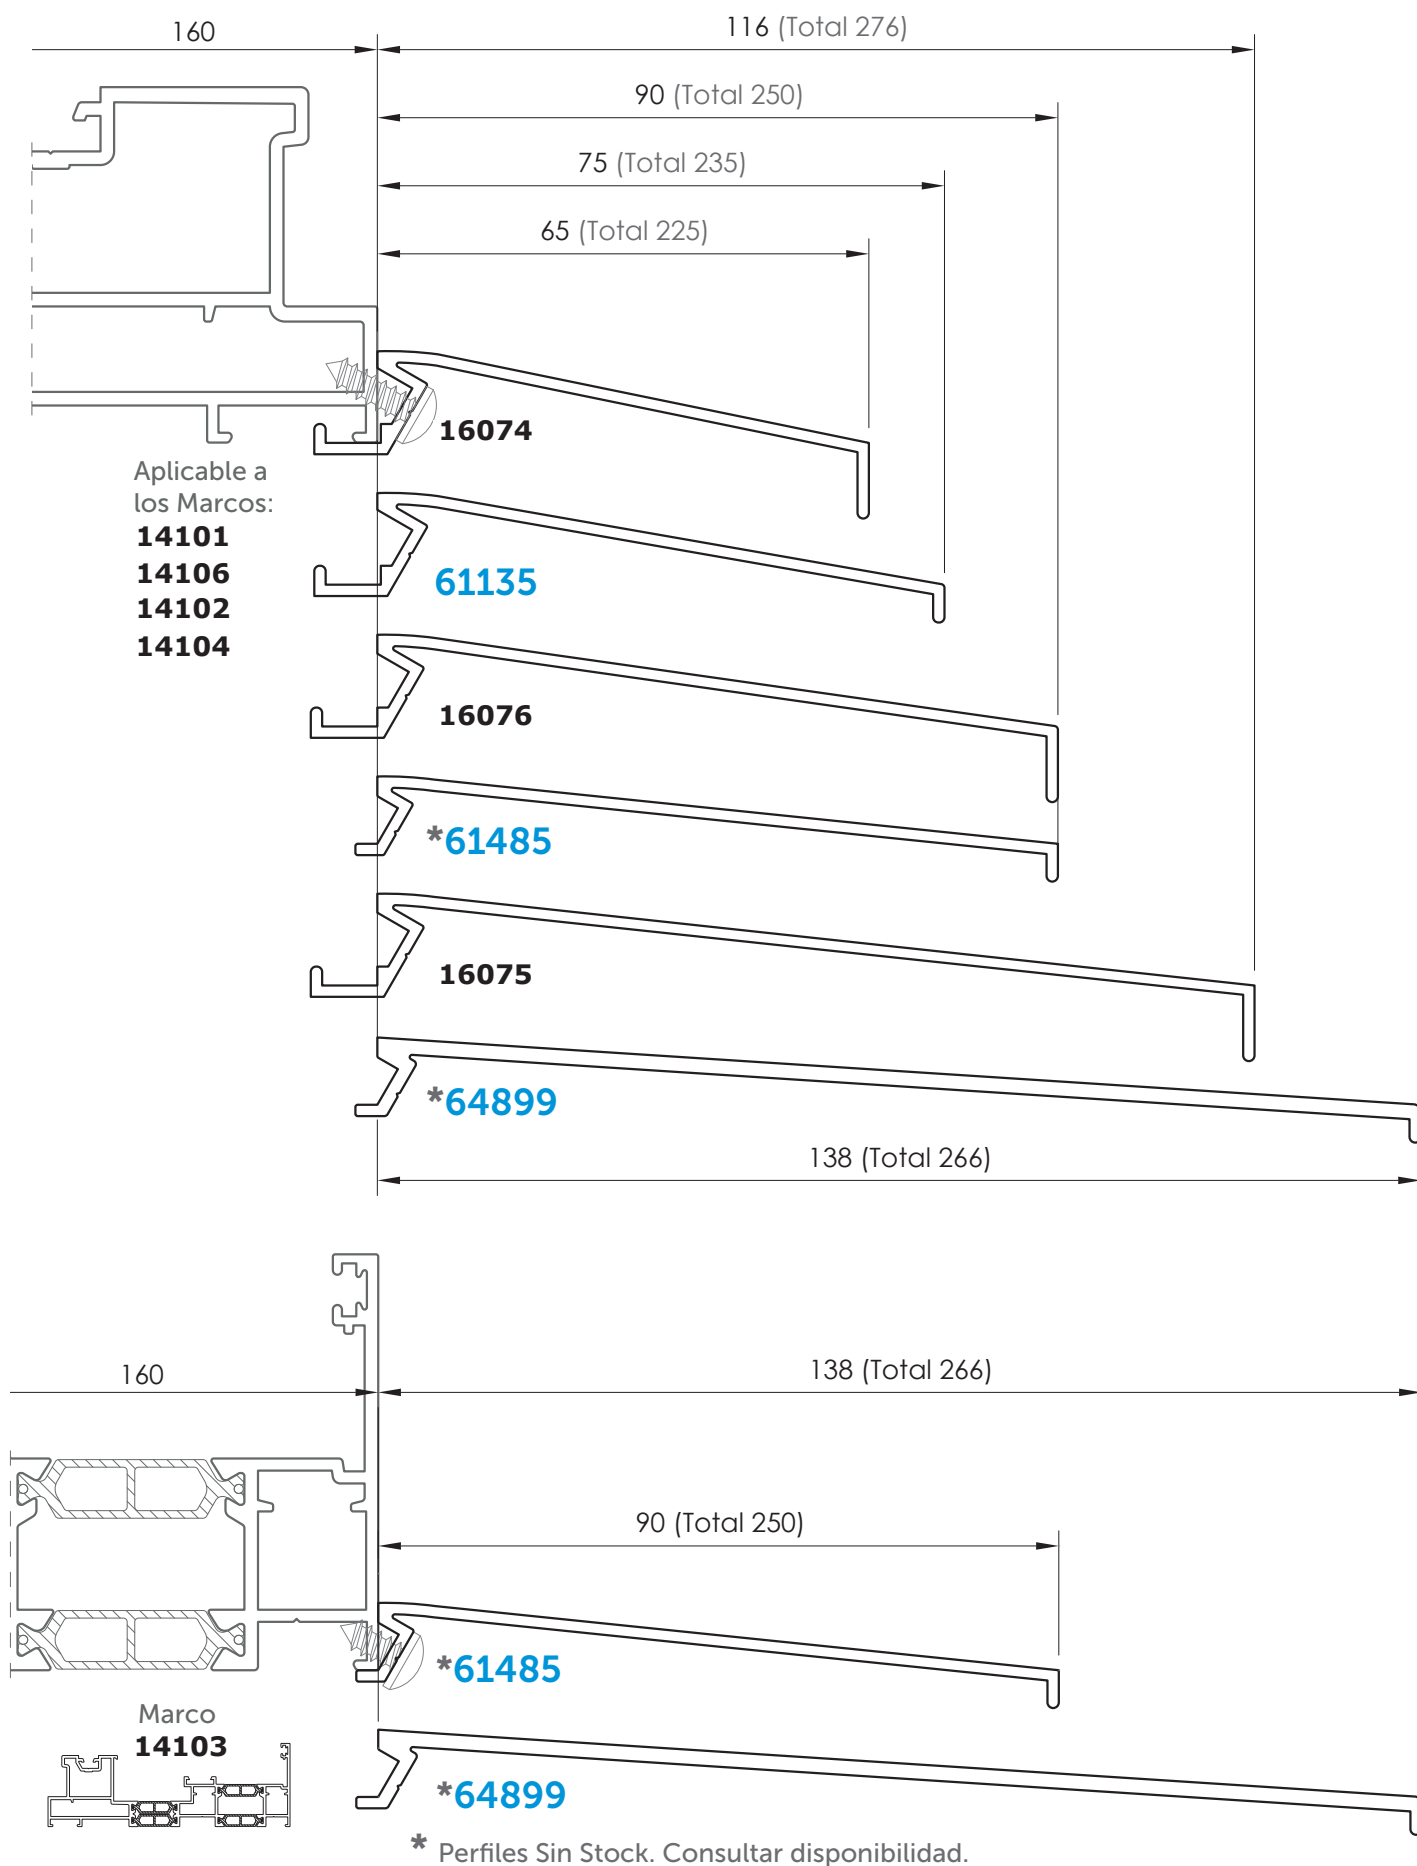 160
116 (Total 276)
90 (Total 250)
75 (Total 235)
65 (Total 225)
16074
Aplicable a
los Marcos:
14101
14106
14102
14104
61135
16076
*61485
16075
*64899
138 (Total 266)
160
138 (Total 266)
90 (Total 250)
*61485
Marco
14103
*64899
* Perfiles Sin Stock. Consultar disponibilidad.